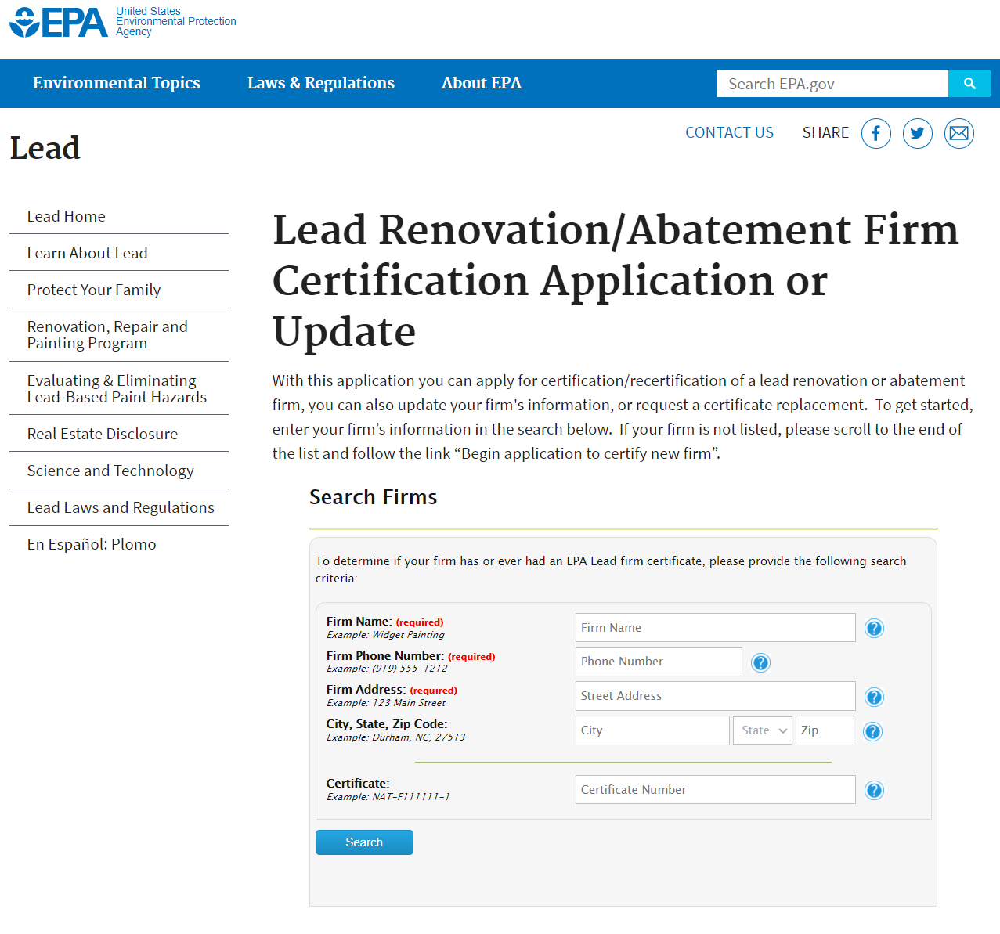 EPA
United States
Environmental Protection
Agency
Environmental Topics
Laws & Regulations
About EPA
Search EPA.gov
Lead
CONTACT US
SHARE
Lead Home
Learn About Lead
Protect Your Family
Renovation, Repair and
Painting Program
Evaluating & Eliminating
Lead-Based Paint Hazards
Real Estate Disclosure
Science and Technology
Lead Laws and Regulations
En Español: Plomo
Lead Renovation/Abatement Firm
Certification Application or
Update
With this application you can apply for certification/recertification of a lead renovation or abatement
firm, you can also update your firm's information, or request a certificate replacement.  To get started,
enter your firm’s information in the search below.  If your firm is not listed, please scroll to the end of
the list and follow the link “Begin application to certify new firm”.
Search Firms
To determine if your firm has or ever had an EPA Lead firm certificate, please provide the following search
criteria:
Firm Name: (required)
Example: Widget Painting
Firm Name
?
Firm Phone Number: (required)
Example: (919) 555-1212
Phone Number
?
Firm Address: (required)
Example: 123 Main Street
Street Address
?
City, State, Zip Code:
Example: Durham, NC, 27513
City
State
Zip
?
Certificate:
Example: NAT-F111111-1
Certificate Number
?
Search